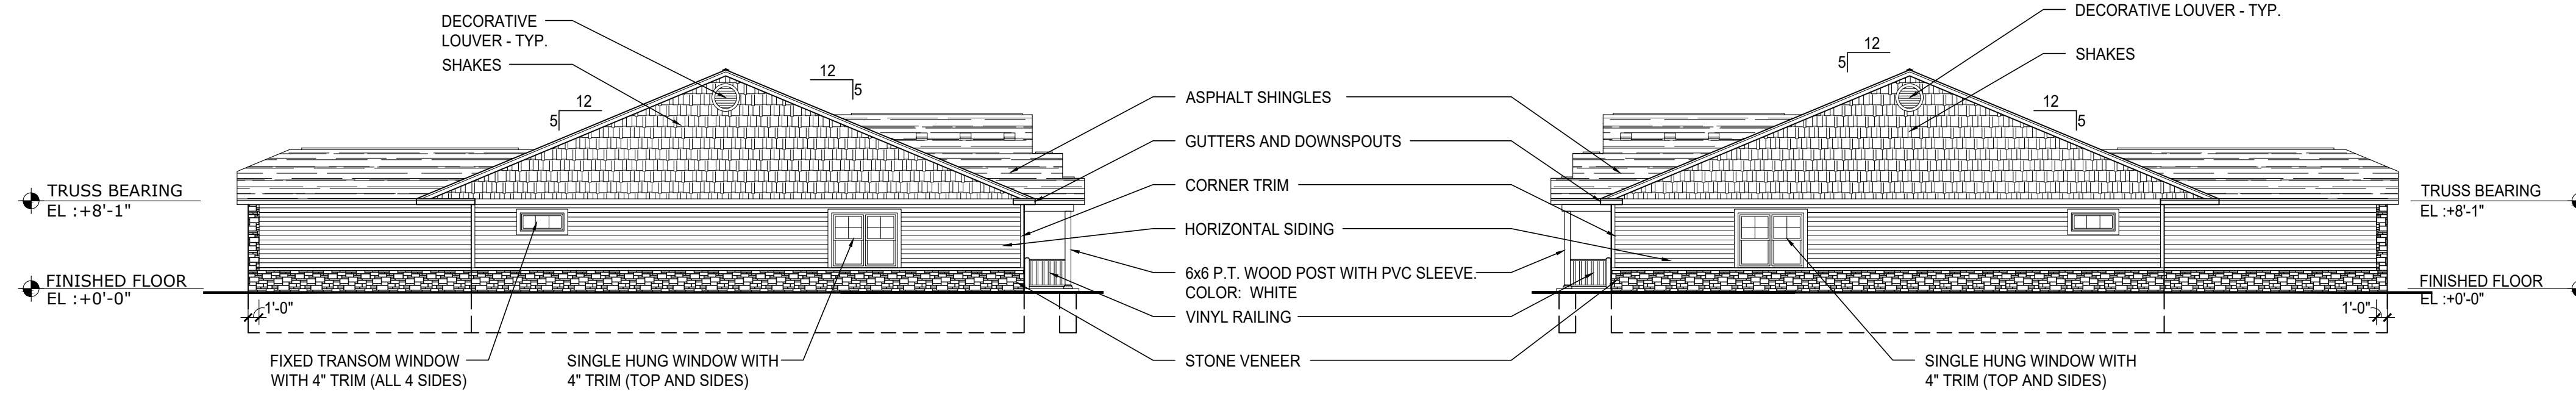 DECORATIVE
LOUVER - TYP.
SHAKES
12
5
12
5
TRUSS BEARING
EL :+8'-1"
FINISHED FLOOR
EL :+0'-0"
1'-0"
FIXED TRANSOM WINDOW
WITH 4" TRIM (ALL 4 SIDES)
SINGLE HUNG WINDOW WITH
4" TRIM (TOP AND SIDES)
ASPHALT SHINGLES
GUTTERS AND DOWNSPOUTS
CORNER TRIM
HORIZONTAL SIDING
6x6 P.T. WOOD POST WITH PVC SLEEVE.
COLOR: WHITE
VINYL RAILING
STONE VENEER
DECORATIVE LOUVER - TYP.
SHAKES
12
5
12
5
TRUSS BEARING
EL :+8'-1"
FINISHED FLOOR
EL :+0'-0"
1'-0"
SINGLE HUNG WINDOW WITH
4" TRIM (TOP AND SIDES)